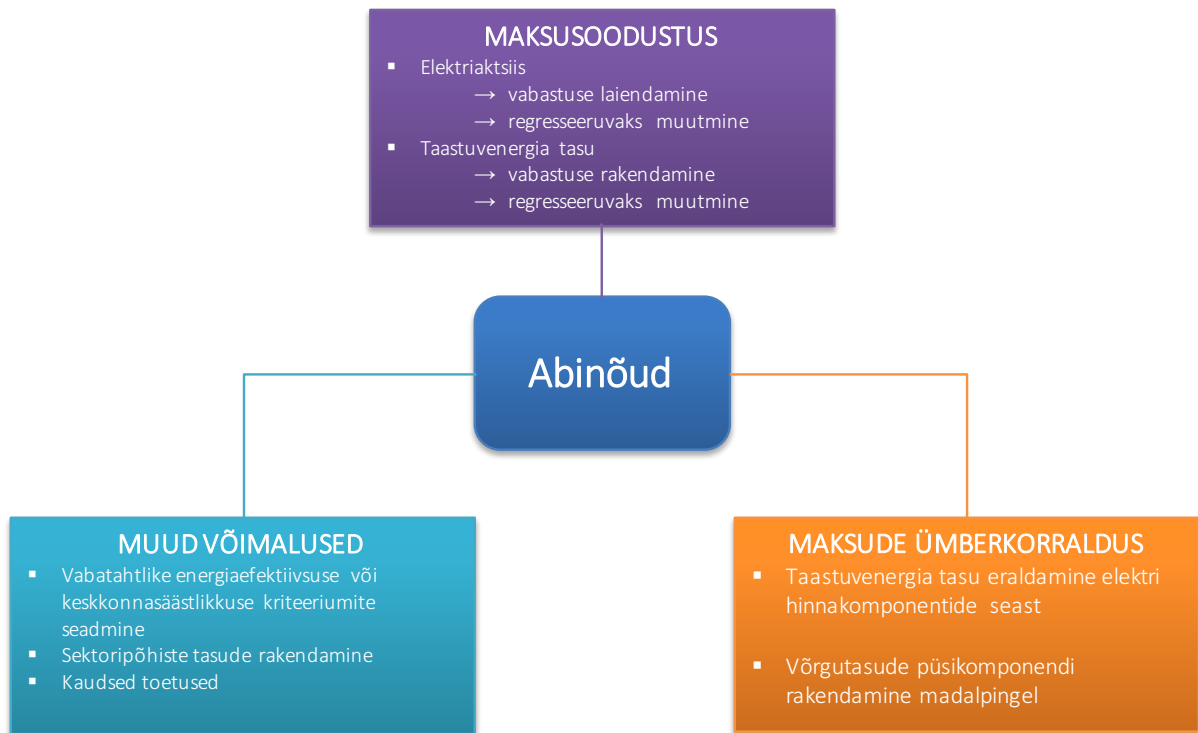 MAKSUSOODUSTUS
▪ Elektriaktsiis
→ vabastuse laiendamine
→ regresseeruvaks muutmine
▪ Taastuvenergia tasu
→ vabastuse rakendamine
→ regresseeruvaks muutmine
Abinõud
MUUD VÕIMALUSED
▪ Vabatahtlike energiaefektiivsuse või
keskkonnasäästlikkuse kriteeriumite
seadmine
▪ Sektoripõhiste tasude rakendamine
▪ Kaudsed toetused
MAKSUDE ÜMBERKORRALDUS
▪ Taastuvenergia tasu eraldamine elektri
hinnakomponentide seast
▪ Võrgutasude püsikomponendi
rakendamine madalpingel